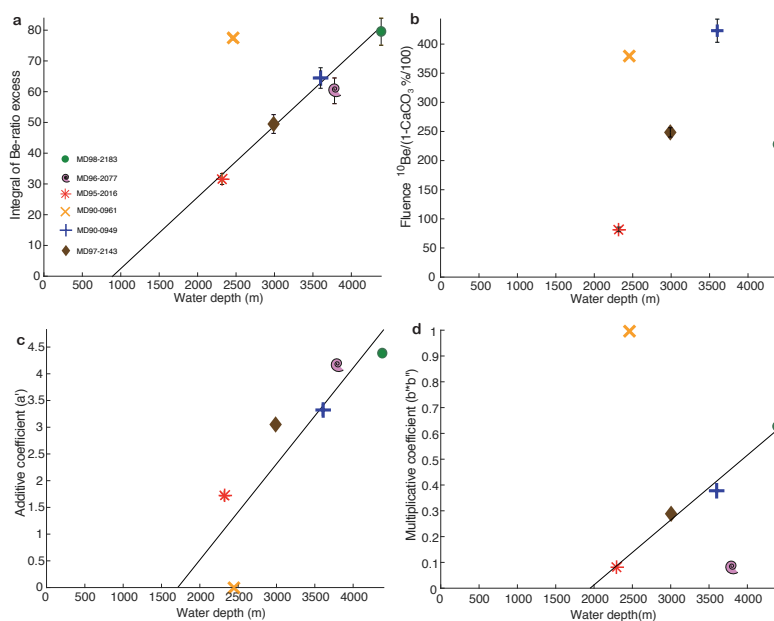 a
Integral of Be-ratio excess
80
70
60
50
40
30
20
10
0
MD98-2183
MD96-2077
MD95-2016
MD90-0961
MD90-0949
MD97-2143
0 500 1000 1500 2000 2500 3000 3500 4000
Water depth (m)
b
Fluence ¹⁰Be/(1-CaCO₃ %/100)
400
350
300
250
200
150
100
50
0
0 500 1000 1500 2000 2500 3000 3500 4000
Water depth (m)
c
Additive coefficient (a')
4.5
4
3.5
3
2.5
2
1.5
1
0.5
0
0 500 1000 1500 2000 2500 3000 3500 4000
Water depth (m)
d
Multiplicative coefficient (b'*b")
1
0.9
0.8
0.7
0.6
0.5
0.4
0.3
0.2
0.1
0
0 500 1000 1500 2000 2500 3000 3500 4000
Water depth(m)